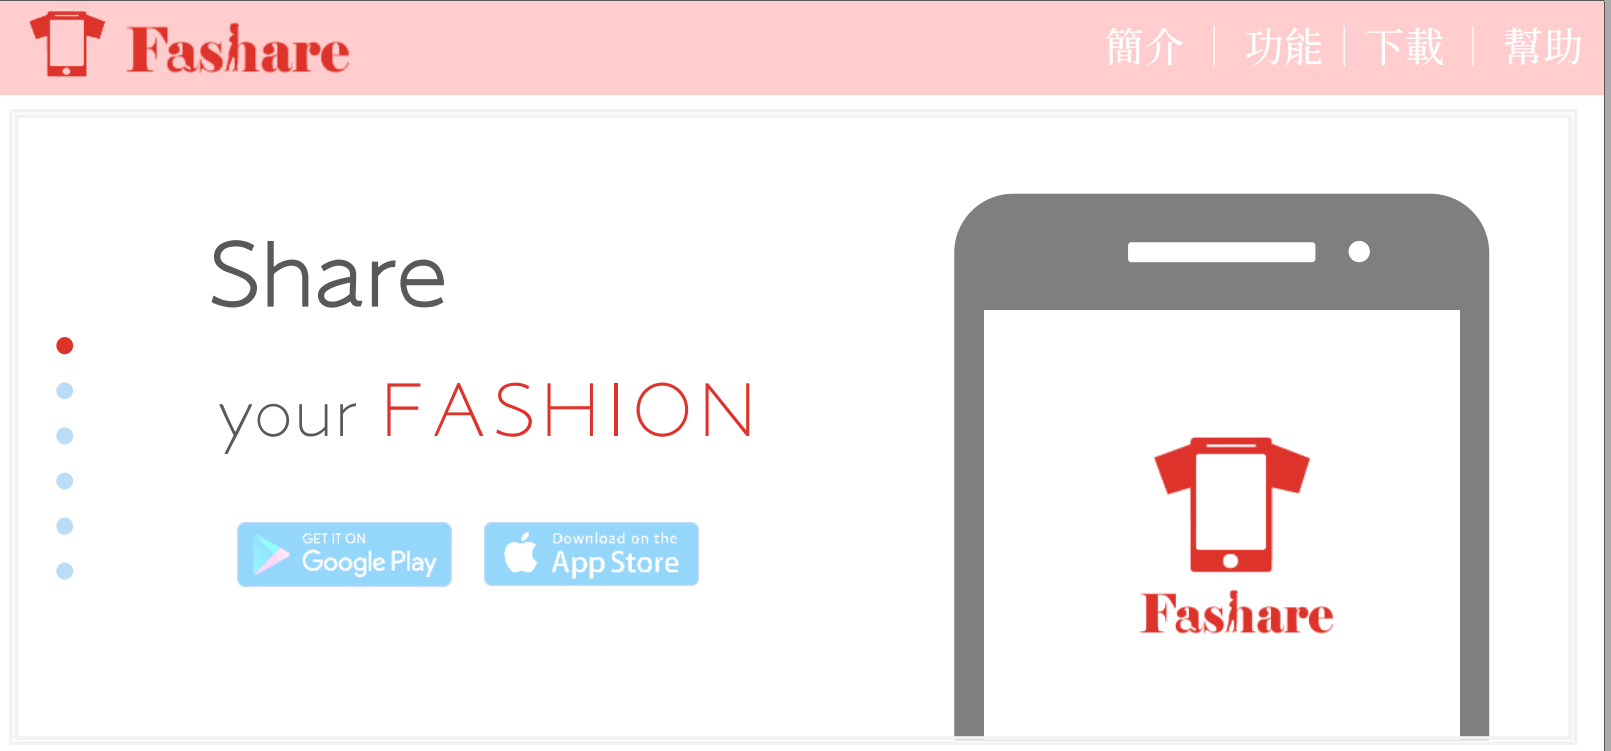 Fashare
簡介 | 功能 | 下載 | 幫助
Share
your FASHION
GET IT ON
Google Play
Download on the
App Store
Fashare